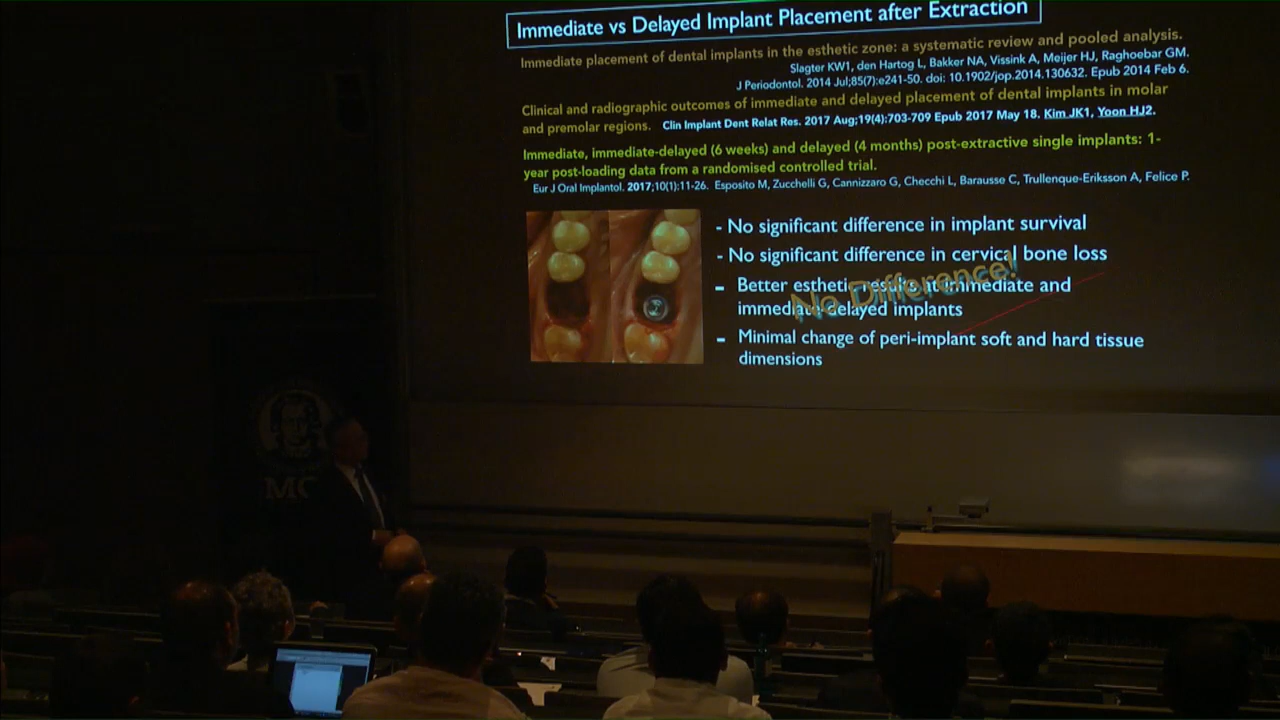 Immediate vs Delayed Implant Placement after Extraction
Immediate placement of dental implants in the esthetic zone: a systematic review and pooled analysis.
Slagter KW1, den Hartog L, Bakker NA, Vissink A, Meijer HJ, Raghoebar GM.
J Periodontol. 2014 Jul;85(7):e241-50. doi: 10.1902/jop.2014.130632. Epub 2014 Feb 6.
Clinical and radiographic outcomes of immediate and delayed placement of dental implants in molar
and premolar regions. Clin Implant Dent Relat Res. 2017 Aug;19(4):703-709 Epub 2017 May 18. Kim JK1, Yoon HJ2.
Immediate, immediate-delayed (6 weeks) and delayed (4 months) post-extractive single implants: 1-
year post-loading data from a randomised controlled trial.
Eur J Oral Implantol. 2017;10(1):11-26. Esposito M, Zucchelli G, Cannizzaro G, Checchi L, Barausse C, Trullenque-Eriksson A, Felice P.
- No significant difference in implant survival
- No significant difference in cervical bone loss
- Better esthetic results at immediate and
immediate-delayed implants
No Difference!
- Minimal change of peri-implant soft and hard tissue
dimensions